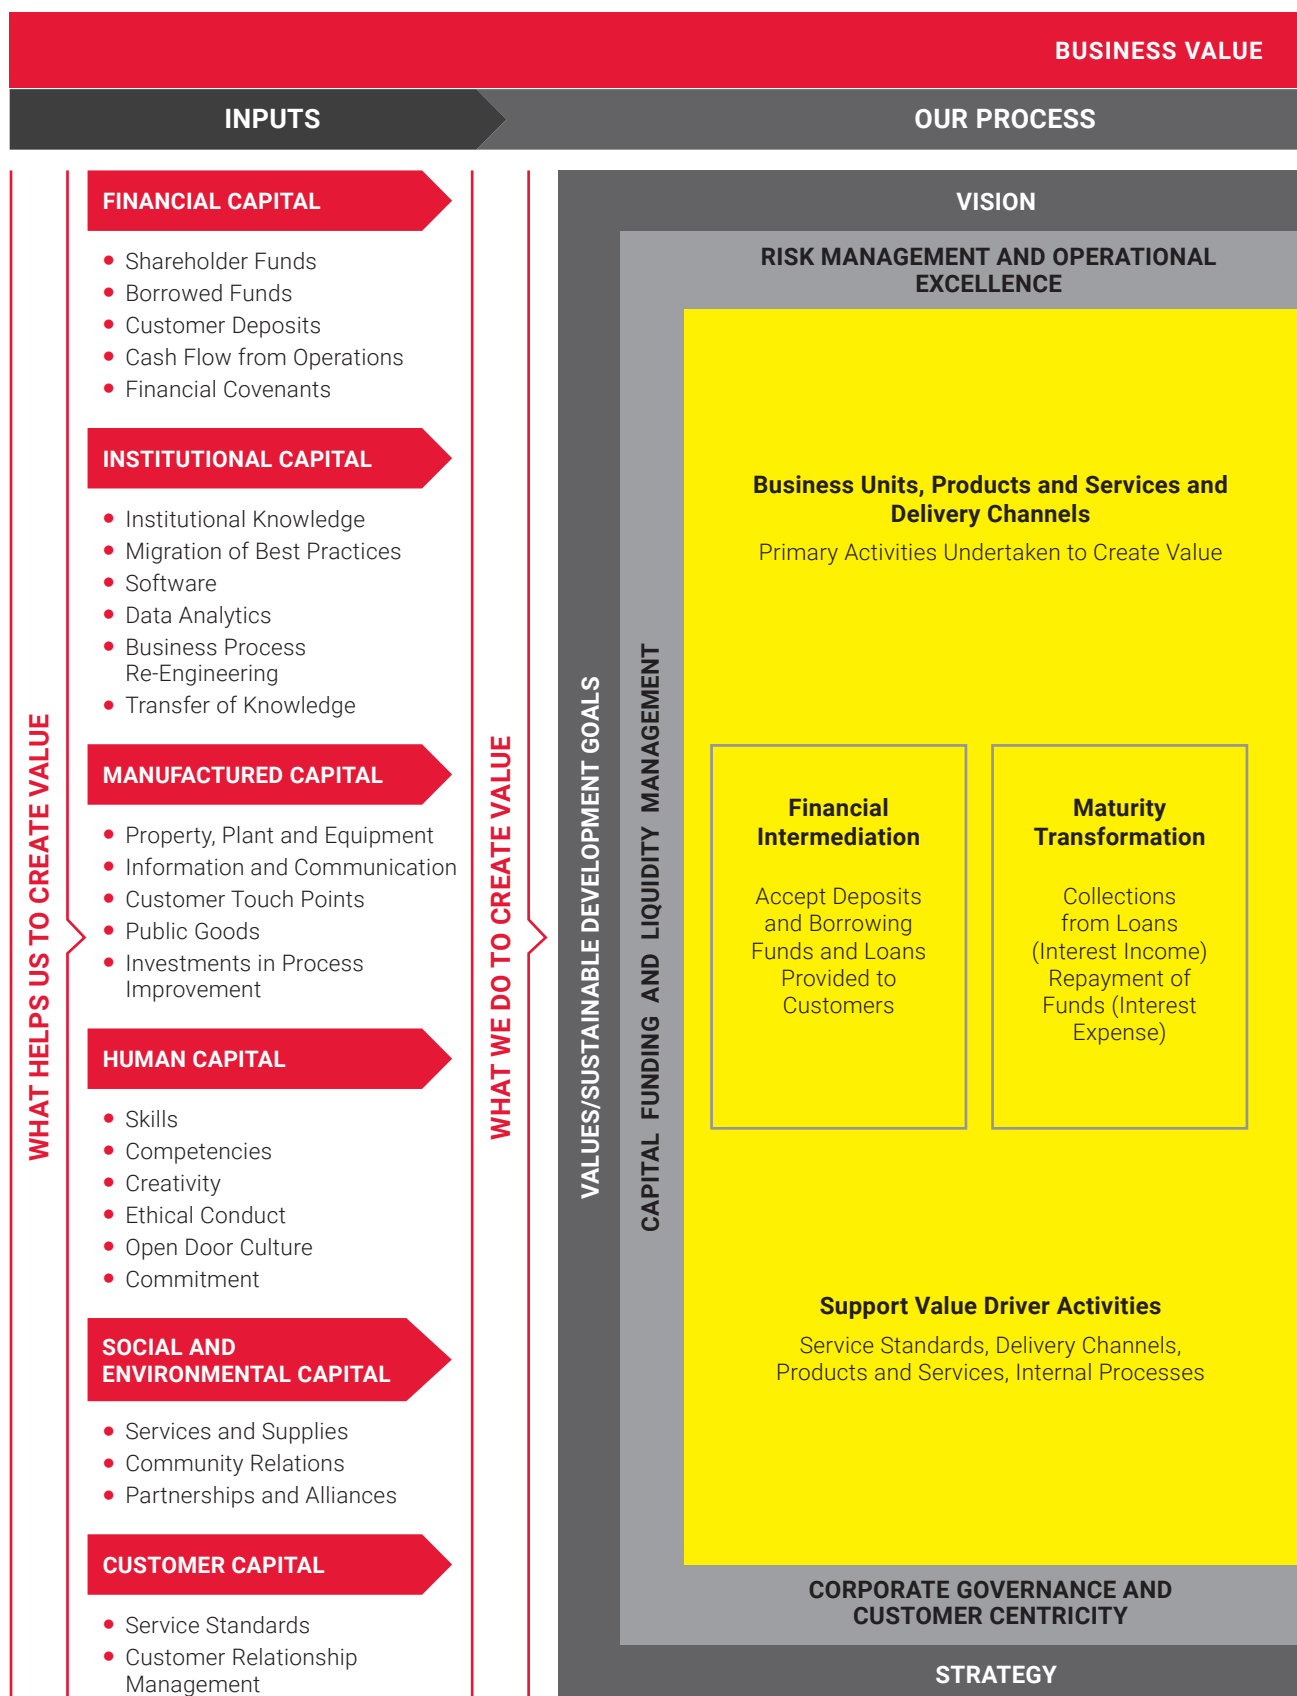 BUSINESS VALUE
INPUTS
OUR PROCESS
WHAT HELPS US TO CREATE VALUE
FINANCIAL CAPITAL
Shareholder Funds
Borrowed Funds
Customer Deposits
Cash Flow from Operations
Financial Covenants
INSTITUTIONAL CAPITAL
Institutional Knowledge
Migration of Best Practices
Software
Data Analytics
Business Process
Re-Engineering
Transfer of Knowledge
MANUFACTURED CAPITAL
Property, Plant and Equipment
Information and Communication
Customer Touch Points
Public Goods
Investments in Process
Improvement
HUMAN CAPITAL
Skills
Competencies
Creativity
Ethical Conduct
Open Door Culture
Commitment
SOCIAL AND
ENVIRONMENTAL CAPITAL
Services and Supplies
Community Relations
Partnerships and Alliances
CUSTOMER CAPITAL
Service Standards
Customer Relationship
Management
WHAT WE DO TO CREATE VALUE
VALUES/SUSTAINABLE DEVELOPMENT GOALS
VISION
CAPITAL FUNDING AND LIQUIDITY MANAGEMENT
RISK MANAGEMENT AND OPERATIONAL
EXCELLENCE
Business Units, Products and Services and
Delivery Channels
Primary Activities Undertaken to Create Value
Financial
Intermediation
Accept Deposits
and Borrowing
Funds and Loans
Provided to
Customers
Maturity
Transformation
Collections
from Loans
(Interest Income)
Repayment of
Funds (Interest
Expense)
Support Value Driver Activities
Service Standards, Delivery Channels,
Products and Services, Internal Processes
CORPORATE GOVERNANCE AND
CUSTOMER CENTRICITY
STRATEGY